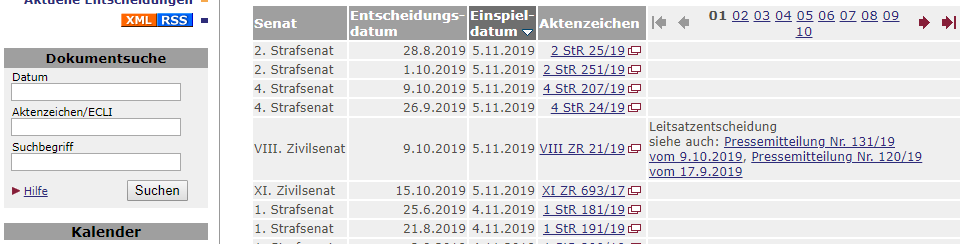 Aktuelle Entscheidungen
XML RSS
Dokumentsuche
Datum
Aktenzeichen/ECLI
Suchbegriff
Hilfe
Suchen
Kalender
Senat Entscheidungs-datum Einspiel-datum Aktenzeichen 01 02 03 04 05 06 07 08 09 10
2. Strafsenat 28.8.2019 5.11.2019 2 StR 25/19
2. Strafsenat 1.10.2019 5.11.2019 2 StR 251/19
4. Strafsenat 9.10.2019 5.11.2019 4 StR 207/19
4. Strafsenat 26.9.2019 5.11.2019 4 StR 24/19
VIII. Zivilsenat 9.10.2019 5.11.2019 VIII ZR 21/19
Leitsatzentscheidung
siehe auch: Pressemitteilung Nr. 131/19
vom 9.10.2019, Pressemitteilung Nr. 120/19
vom 17.9.2019
XI. Zivilsenat 15.10.2019 5.11.2019 XI ZR 693/17
1. Strafsenat 25.6.2019 4.11.2019 1 StR 181/19
1. Strafsenat 21.8.2019 4.11.2019 1 StR 191/19